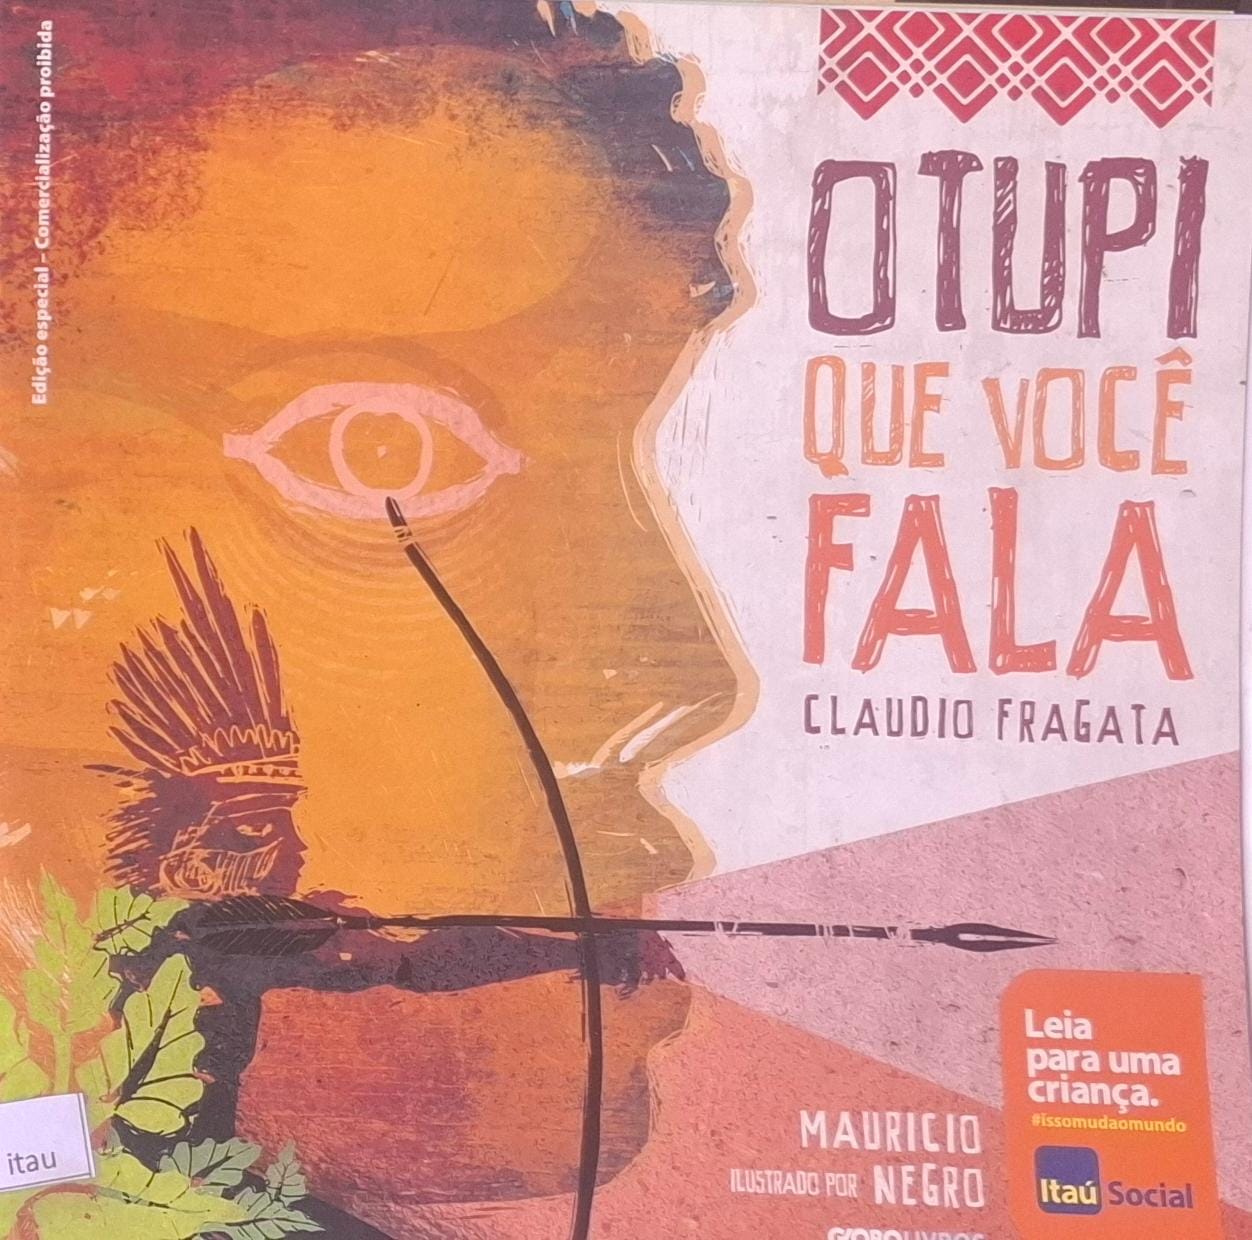 Edição especial – Comercialização proibida
O TUPI
QUE VOCÊ
FALA
CLAUDIO FRAGATA
Leia
para uma
criança.
#issomudaomundo
Itaú Social
MAURICIO
ILUSTRADO POR NEGRO
GLOBOLIVROS
itau